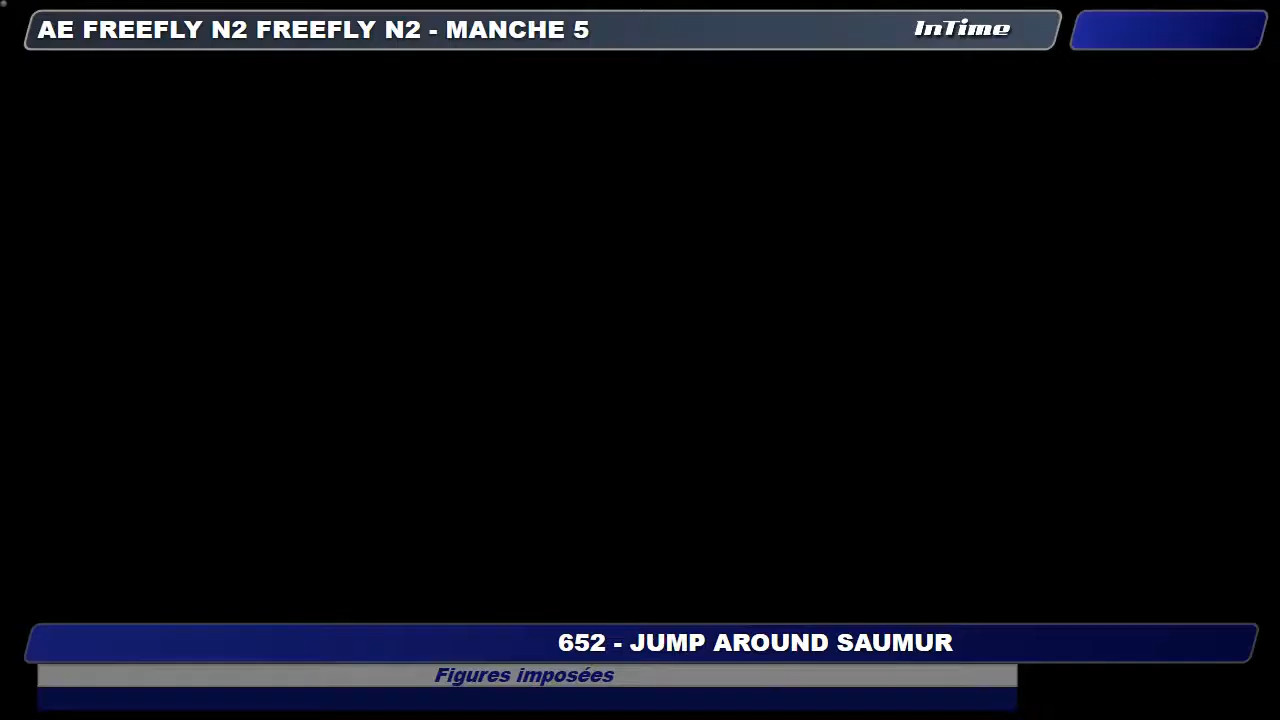 AE FREEFLY N2 FREEFLY N2 - MANCHE 5
InTime
652 - JUMP AROUND SAUMUR
Figures imposées